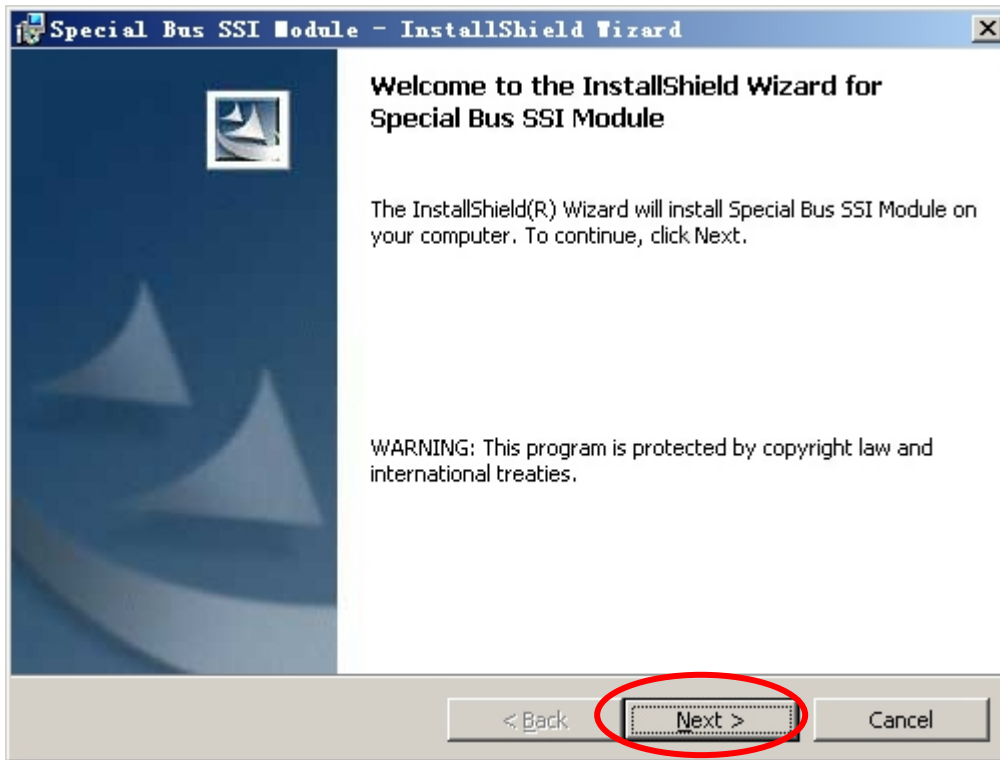 Special Bus SSI Module - InstallShield Wizard
Welcome to the InstallShield Wizard for
Special Bus SSI Module
The InstallShield(R) Wizard will install Special Bus SSI Module on
your computer. To continue, click Next.
WARNING: This program is protected by copyright law and
international treaties.
< Back
Next >
Cancel